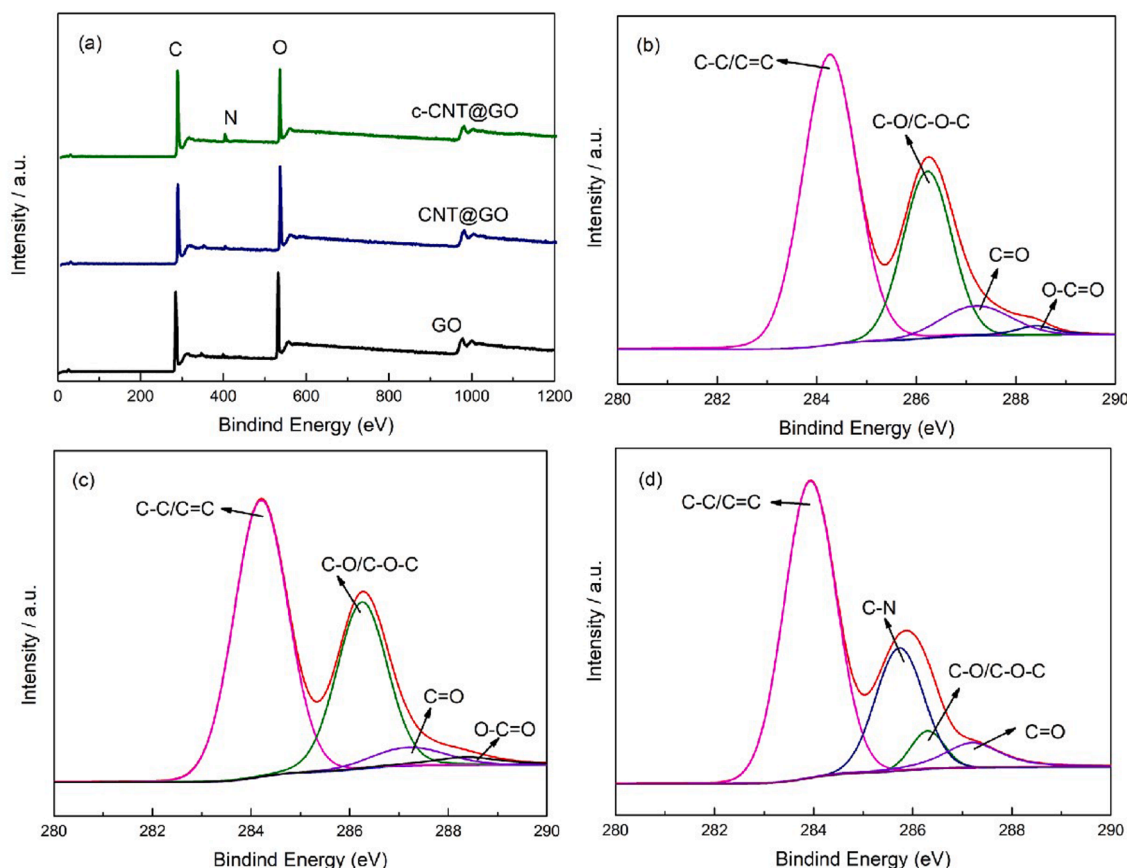 (a)
C
O
N
c-CNT@GO
CNT@GO
GO
Intensity / a.u.
0 200 400 600 800 1000 1200
Bindind Energy (eV)
(b)
C-C/C=C
C-O/C-O-C
C=O
O-C=O
Intensity / a.u.
280 282 284 286 288 290
Bindind Energy (eV)
(c)
C-C/C=C
C-O/C-O-C
C=O
O-C=O
Intensity / a.u.
280 282 284 286 288 290
Bindind Energy (eV)
(d)
C-C/C=C
C-N
C-O/C-O-C
C=O
Intensity / a.u.
280 282 284 286 288 290
Bindind Energy (eV)